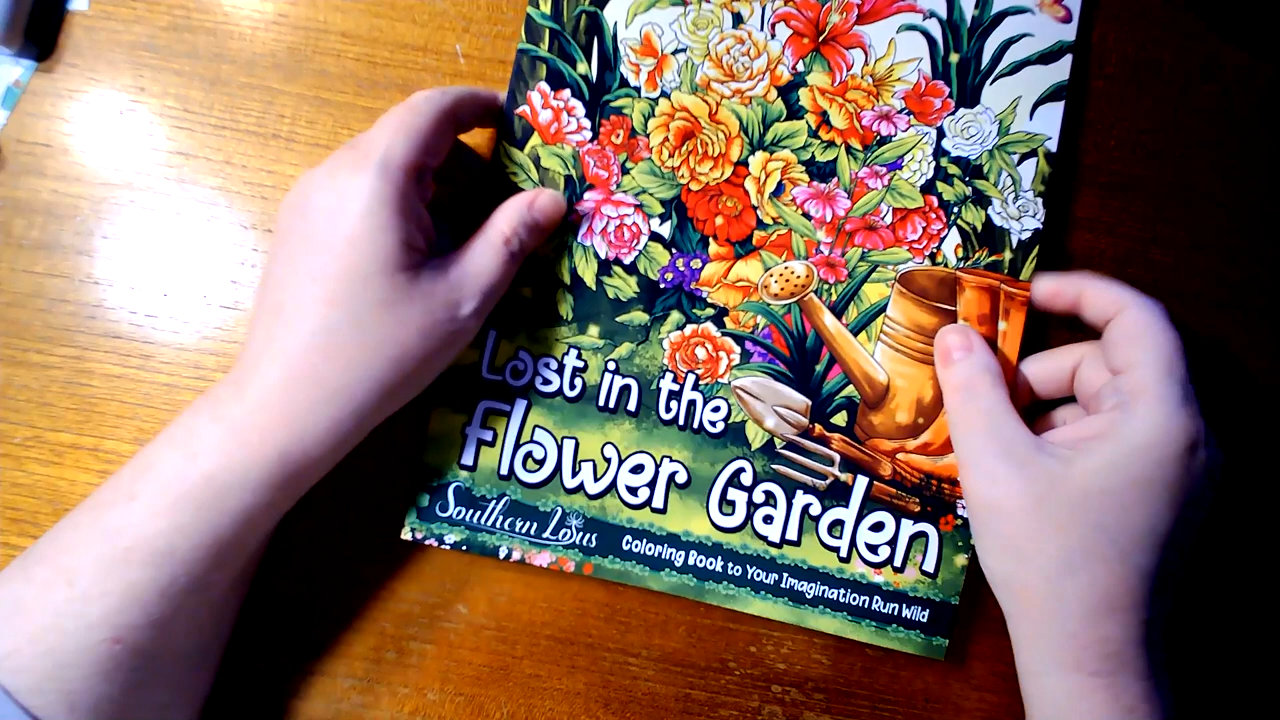 Lost in the
Flower Garden
Southern Lotus
Coloring Book to Your Imagination Run Wild